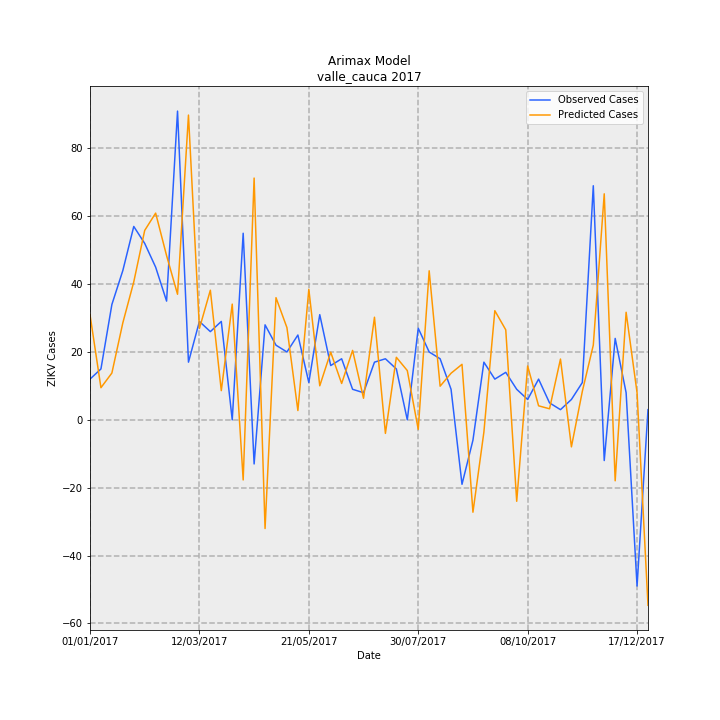 Arimax Model
valle_cauca 2017
Observed Cases
Predicted Cases
ZIKV Cases
80
60
40
20
0
−20
−40
−60
01/01/2017
12/03/2017
21/05/2017
30/07/2017
08/10/2017
17/12/2017
Date